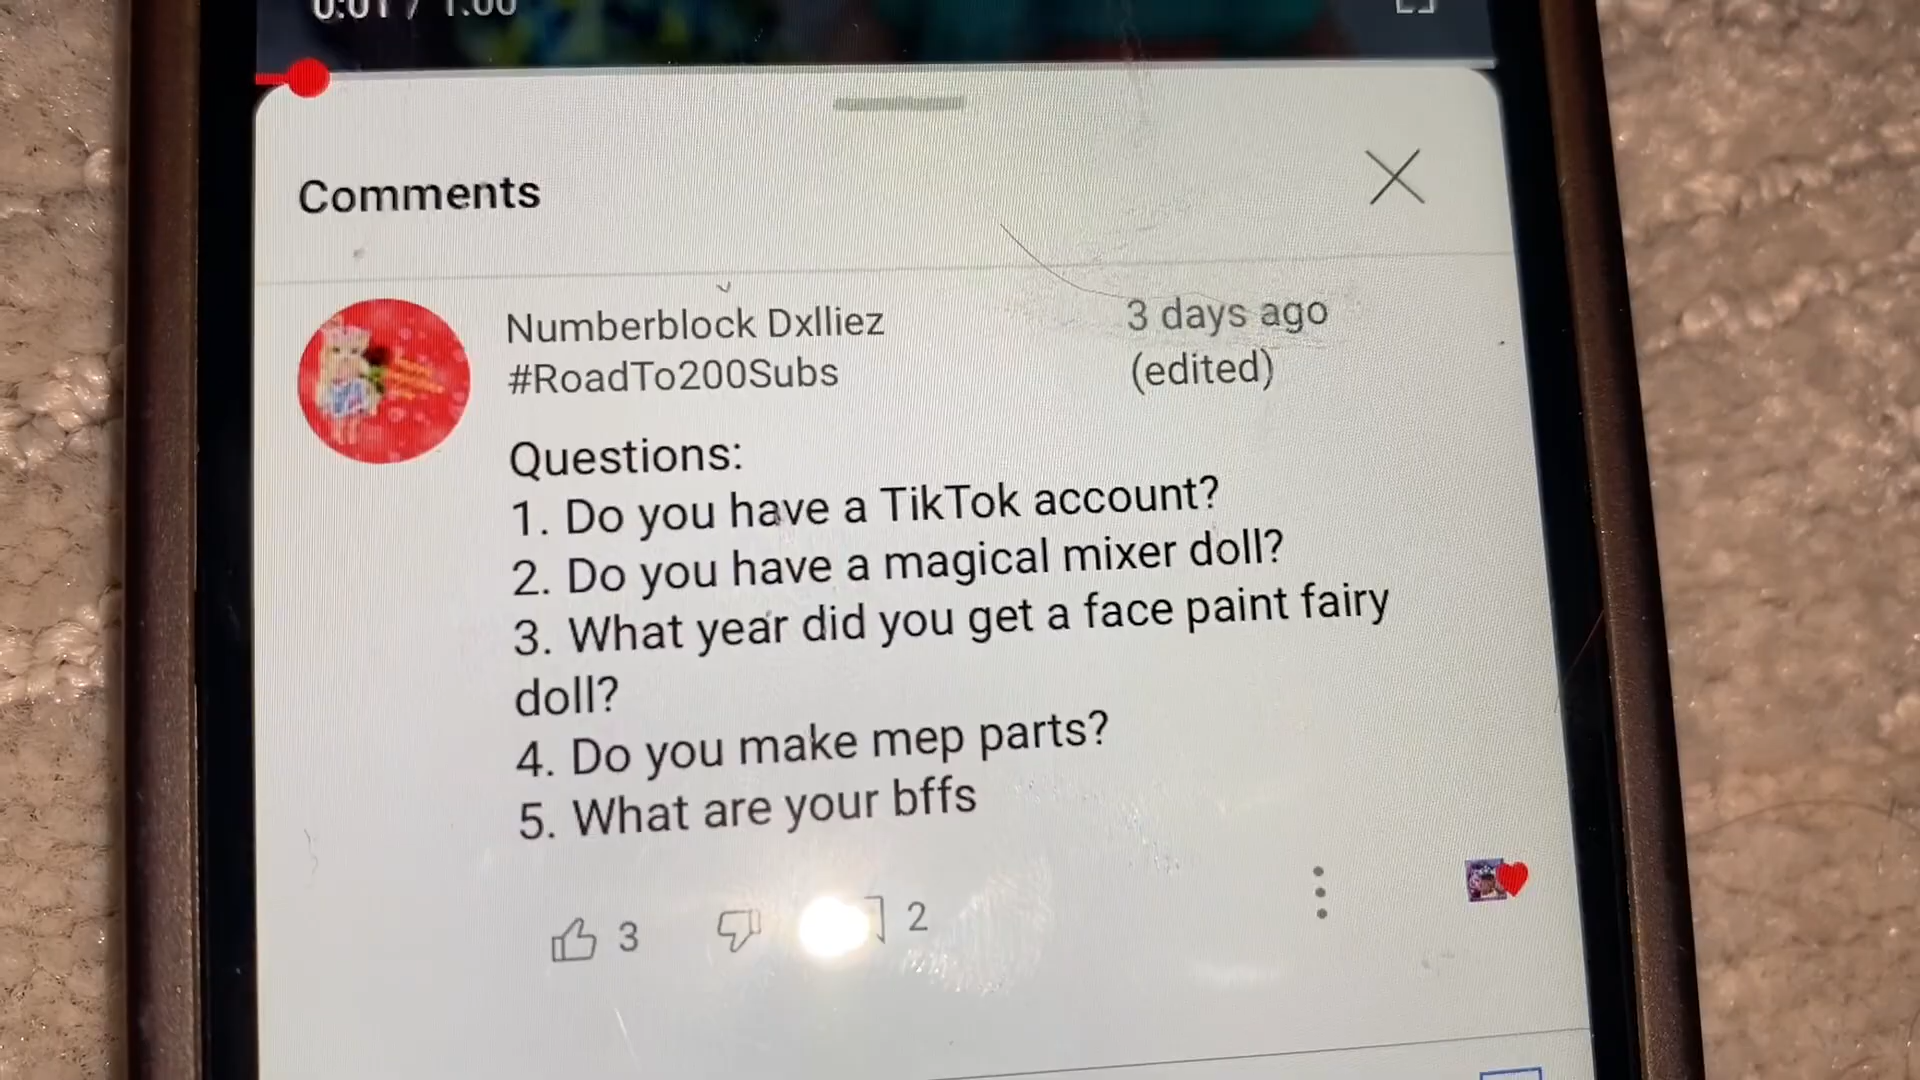 Comments
Numberblock Dxlliez
#RoadTo200Subs
3 days ago
(edited)
Questions:
1. Do you have a TikTok account?
2. Do you have a magical mixer doll?
3. What year did you get a face paint fairy
doll?
4. Do you make mep parts?
5. What are your bffs
3
2